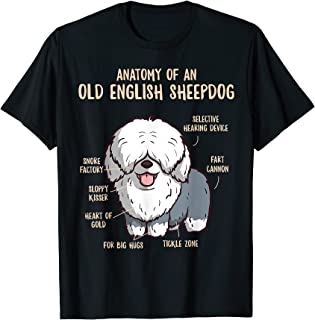 ANATOMY OF AN
OLD ENGLISH SHEEPDOG
SELECTIVE
HEARING DEVICE
SNORE
FACTORY
FART
CANNON
SLOPPY
KISSER
HEART OF
GOLD
FOR BIG HUGS
TICKLE ZONE